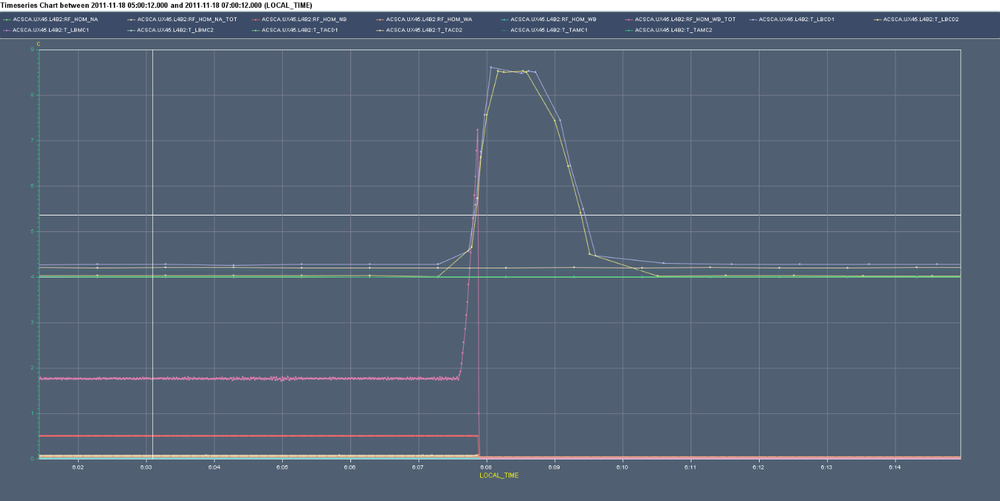 Timeseries Chart between 2011-11-18 05:00:12.000 and 2011-11-18 07:00:12.000 (LOCAL_TIME)
ACSCA.UX45.L4B2:RF_HOM_NA ACSCA.UX45.L4B2:RF_HOM_NA_TOT ACSCA.UX45.L4B2:RF_HOM_NB ACSCA.UX45.L4B2:RF_HOM_WA ACSCA.UX45.L4B2:RF_HOM_WB ACSCA.UX45.L4B2:RF_HOM_WB_TOT ACSCA.UX45.L4B2:T_LBCD1 ACSCA.UX45.L4B2:T_LBCD2
ACSCA.UX45.L4B2:T_LBMC1 ACSCA.UX45.L4B2:T_LBMC2 ACSCA.UX45.L4B2:T_TACD1 ACSCA.UX45.L4B2:T_TACD2 ACSCA.UX45.L4B2:T_TAMC1 ACSCA.UX45.L4B2:T_TAMC2
C
9
8
7
6
5
4
3
2
1
0
6:02 6:03 6:04 6:05 6:06 6:07 6:08 6:09 6:10 6:11 6:12 6:13 6:14
LOCAL_TIME